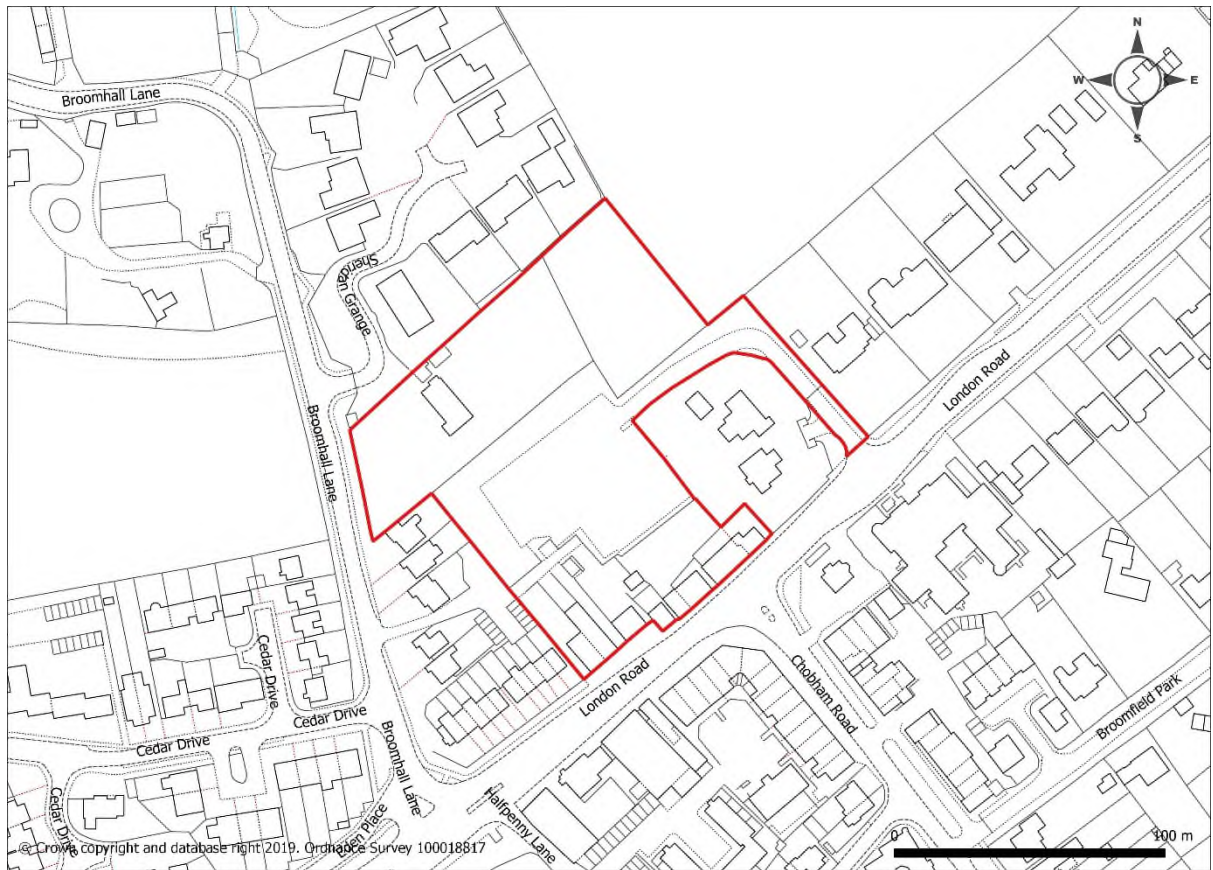 N
W
E
S
Broomhall Lane
Sheridan Grange
Broomhall Lane
London Road
London Road
Chobham Road
Broomfield Park
Cedar Drive
Cedar Drive
Cedar Drive
Cedar Drive
Broomhall Lane
Halfpenny Lane
0
100 m
© Crown copyright and database right 2019. Ordnance Survey 100018817